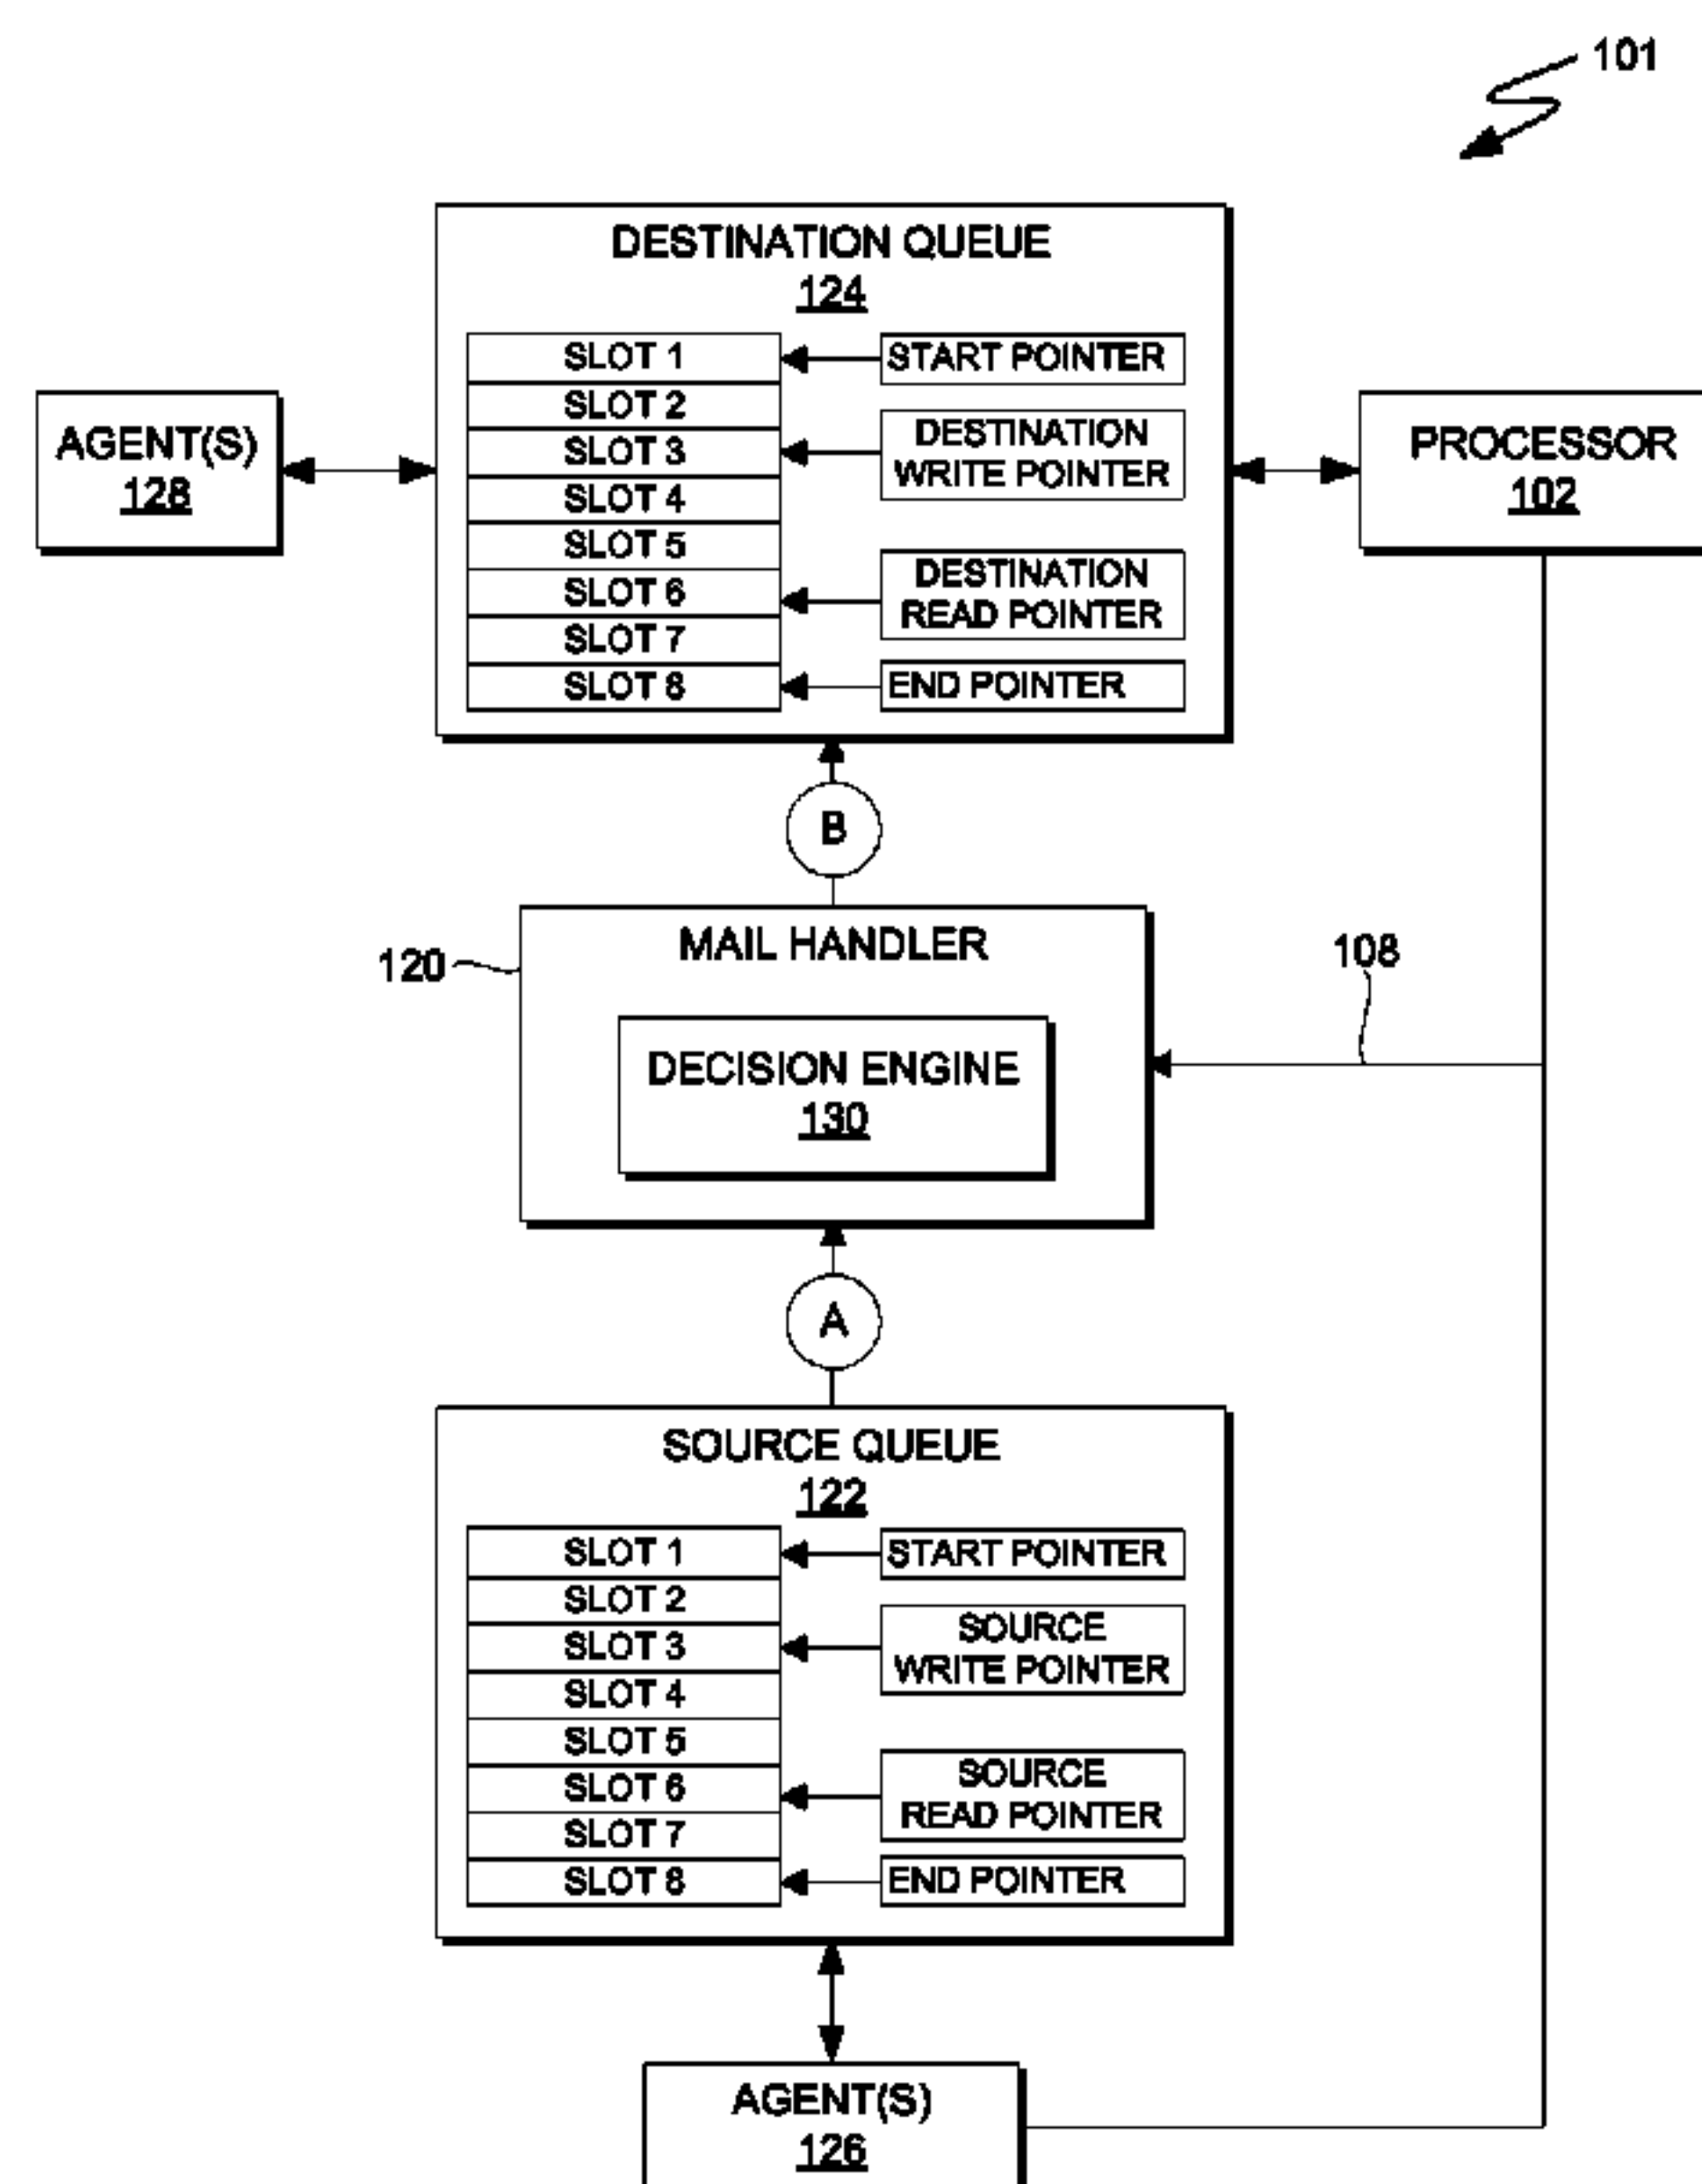 101
DESTINATION QUEUE
124
SLOT 1
SLOT 2
SLOT 3
SLOT 4
SLOT 5
SLOT 6
SLOT 7
SLOT 8
START POINTER
DESTINATION
WRITE POINTER
DESTINATION
READ POINTER
END POINTER
AGENT(S)
128
PROCESSOR
102
B
MAIL HANDLER
120
DECISION ENGINE
130
108
A
SOURCE QUEUE
122
SLOT 1
SLOT 2
SLOT 3
SLOT 4
SLOT 5
SLOT 6
SLOT 7
SLOT 8
START POINTER
SOURCE
WRITE POINTER
SOURCE
READ POINTER
END POINTER
AGENT(S)
126